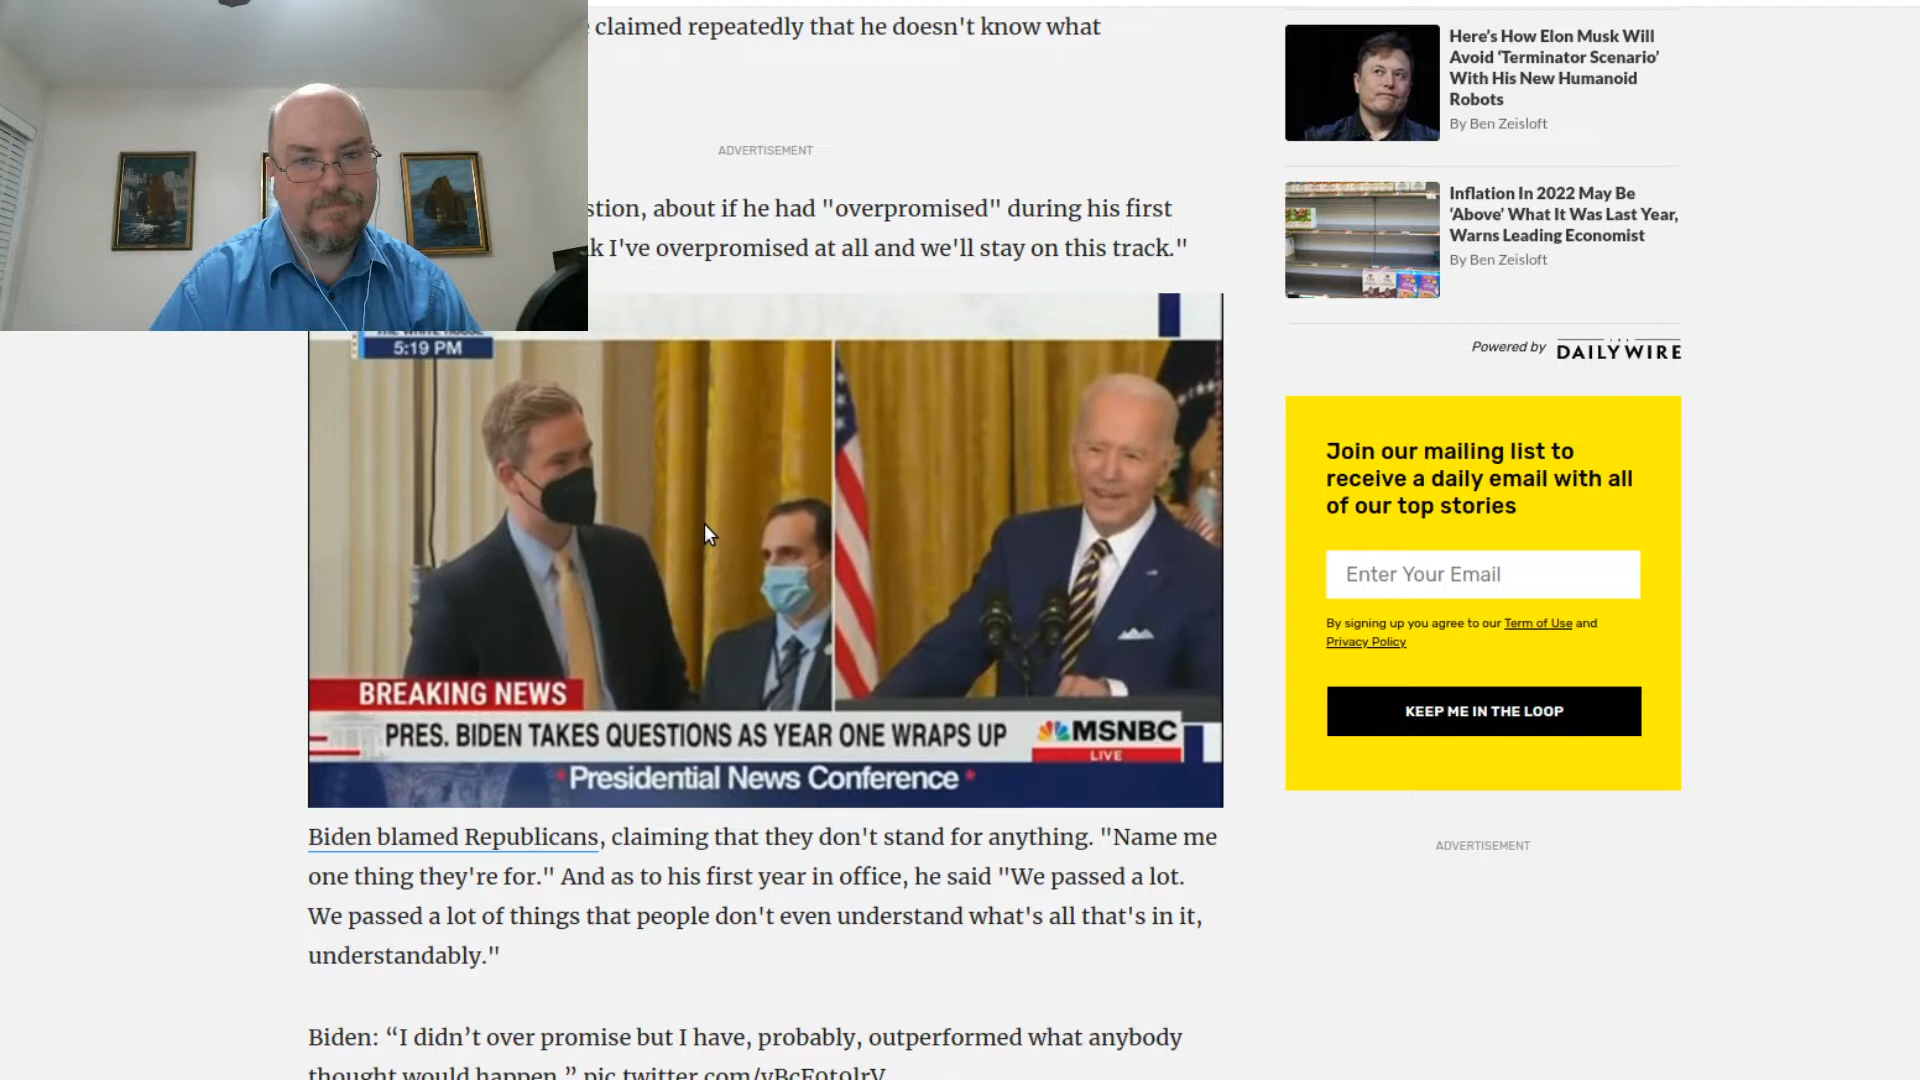 claimed repeatedly that he doesn't know what
ADVERTISEMENT
stion, about if he had "overpromised" during his first
k I've overpromised at all and we'll stay on this track."
5:19 PM
BREAKING NEWS
PRES. BIDEN TAKES QUESTIONS AS YEAR ONE WRAPS UP
MSNBC
LIVE
Presidential News Conference
Biden blamed Republicans, claiming that they don't stand for anything. "Name me
one thing they're for." And as to his first year in office, he said "We passed a lot.
We passed a lot of things that people don't even understand what's all that's in it,
understandably."
Biden: “I didn’t over promise but I have, probably, outperformed what anybody
thought would happen.”
Here’s How Elon Musk Will
Avoid ‘Terminator Scenario’
With His New Humanoid
Robots
By Ben Zeisloft
Inflation In 2022 May Be
‘Above’ What It Was Last Year,
Warns Leading Economist
By Ben Zeisloft
Powered by DAILYWIRE
Join our mailing list to
receive a daily email with all
of our top stories
Enter Your Email
By signing up you agree to our Term of Use and
Privacy Policy
KEEP ME IN THE LOOP
ADVERTISEMENT